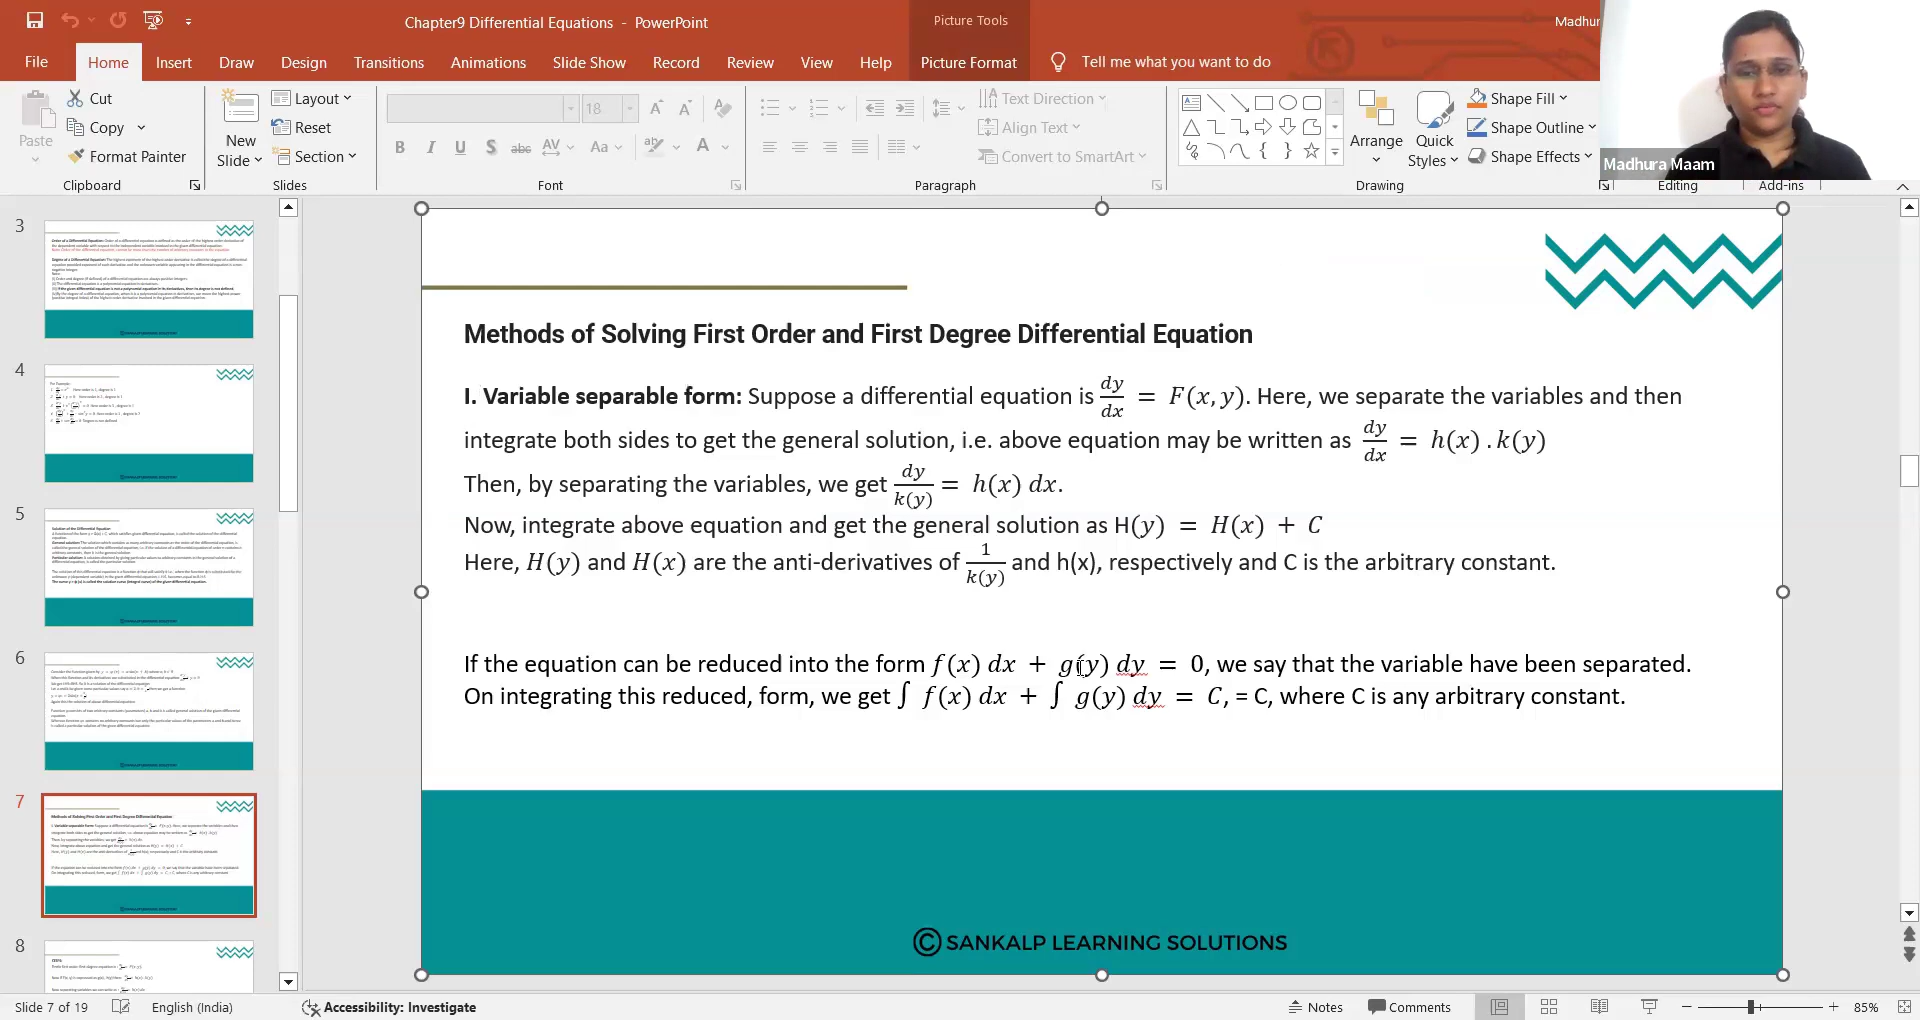 Chapter9 Differential Equations - PowerPoint
Picture Tools
Madhur
File Home Insert Draw Design Transitions Animations Slide Show Record Review View Help Picture Format Tell me what you want to do
Paste
Cut
Copy
Format Painter
Clipboard
New Slide
Layout
Reset
Section
Slides
18
Font
Text Direction
Align Text
Convert to SmartArt
Paragraph
Arrange
Quick Styles
Shape Fill
Shape Outline
Shape Effects
Drawing
Editing
Add-ins
Madhura Maam
3
4
5
6
7
8
Methods of Solving First Order and First Degree Differential Equation
I. Variable separable form: Suppose a differential equation is dy/dx = F(x, y). Here, we separate the variables and then
integrate both sides to get the general solution, i.e. above equation may be written as dy/dx = h(x) . k(y)
Then, by separating the variables, we get dy/k(y) = h(x) dx.
Now, integrate above equation and get the general solution as H(y) = H(x) + C
Here, H(y) and H(x) are the anti-derivatives of 1/k(y) and h(x), respectively and C is the arbitrary constant.
If the equation can be reduced into the form f(x) dx + g(y) dy = 0, we say that the variable have been separated.
On integrating this reduced, form, we get ∫ f(x) dx + ∫ g(y) dy = C, = C, where C is any arbitrary constant.
© SANKALP LEARNING SOLUTIONS
Slide 7 of 19 English (India) Accessibility: Investigate Notes Comments 85%